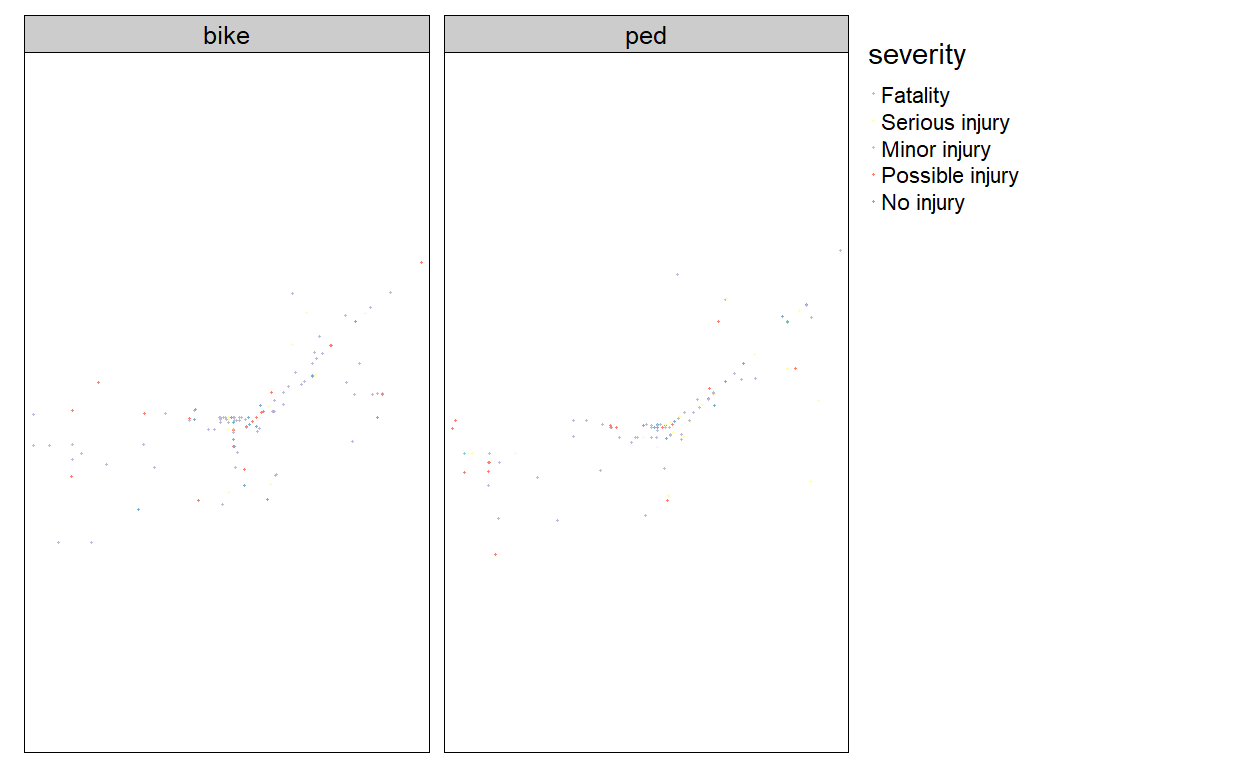 bike
ped
severity
Fatality
Serious injury
Minor injury
Possible injury
No injury